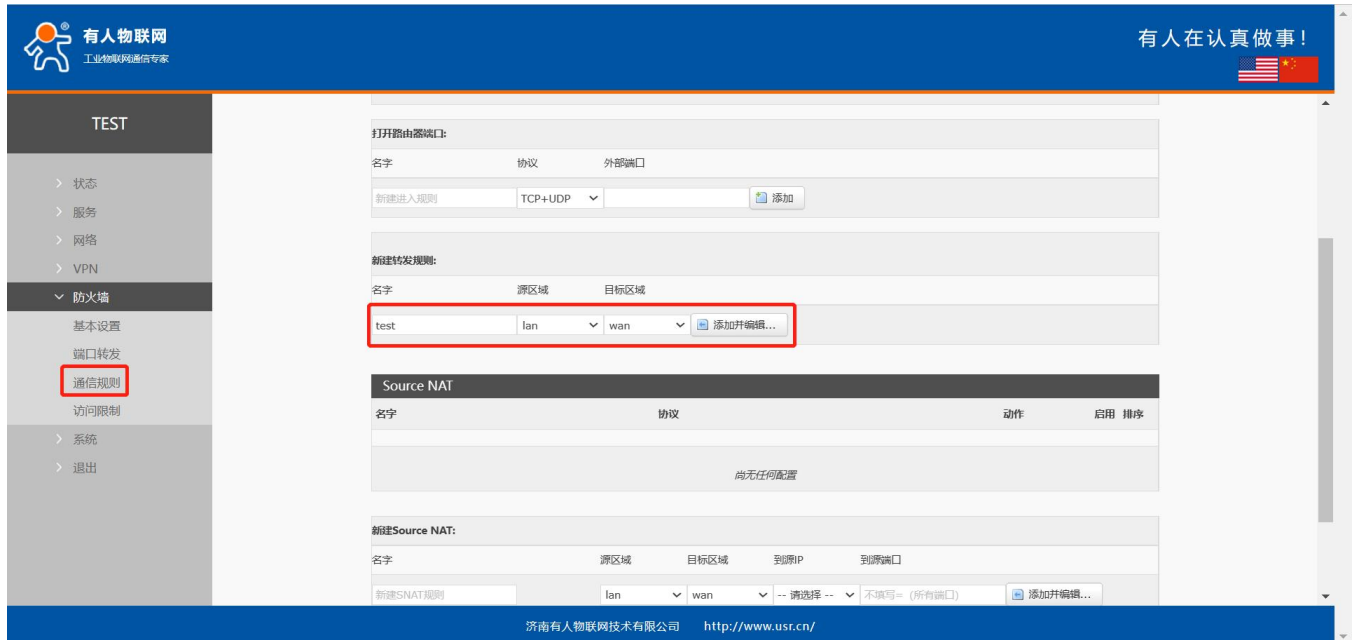 有人物联网
工业物联网通信专家
有人在认真做事！
TEST
状态
服务
网络
VPN
防火墙
基本设置
端口转发
通信规则
访问限制
系统
退出
打开路由器端口:
名字 协议 外部端口
新建进入规则 TCP+UDP 添加
新建转发规则:
名字 源区域 目标区域
test lan wan 添加并编辑...
Source NAT
名字 协议 动作 启用 排序
尚无任何配置
新建Source NAT:
名字 源区域 目标区域 到源IP 到源端口
新建SNAT规则 lan wan -- 请选择 -- 不填写= (所有端口) 添加并编辑...
济南有人物联网技术有限公司 http://www.usr.cn/